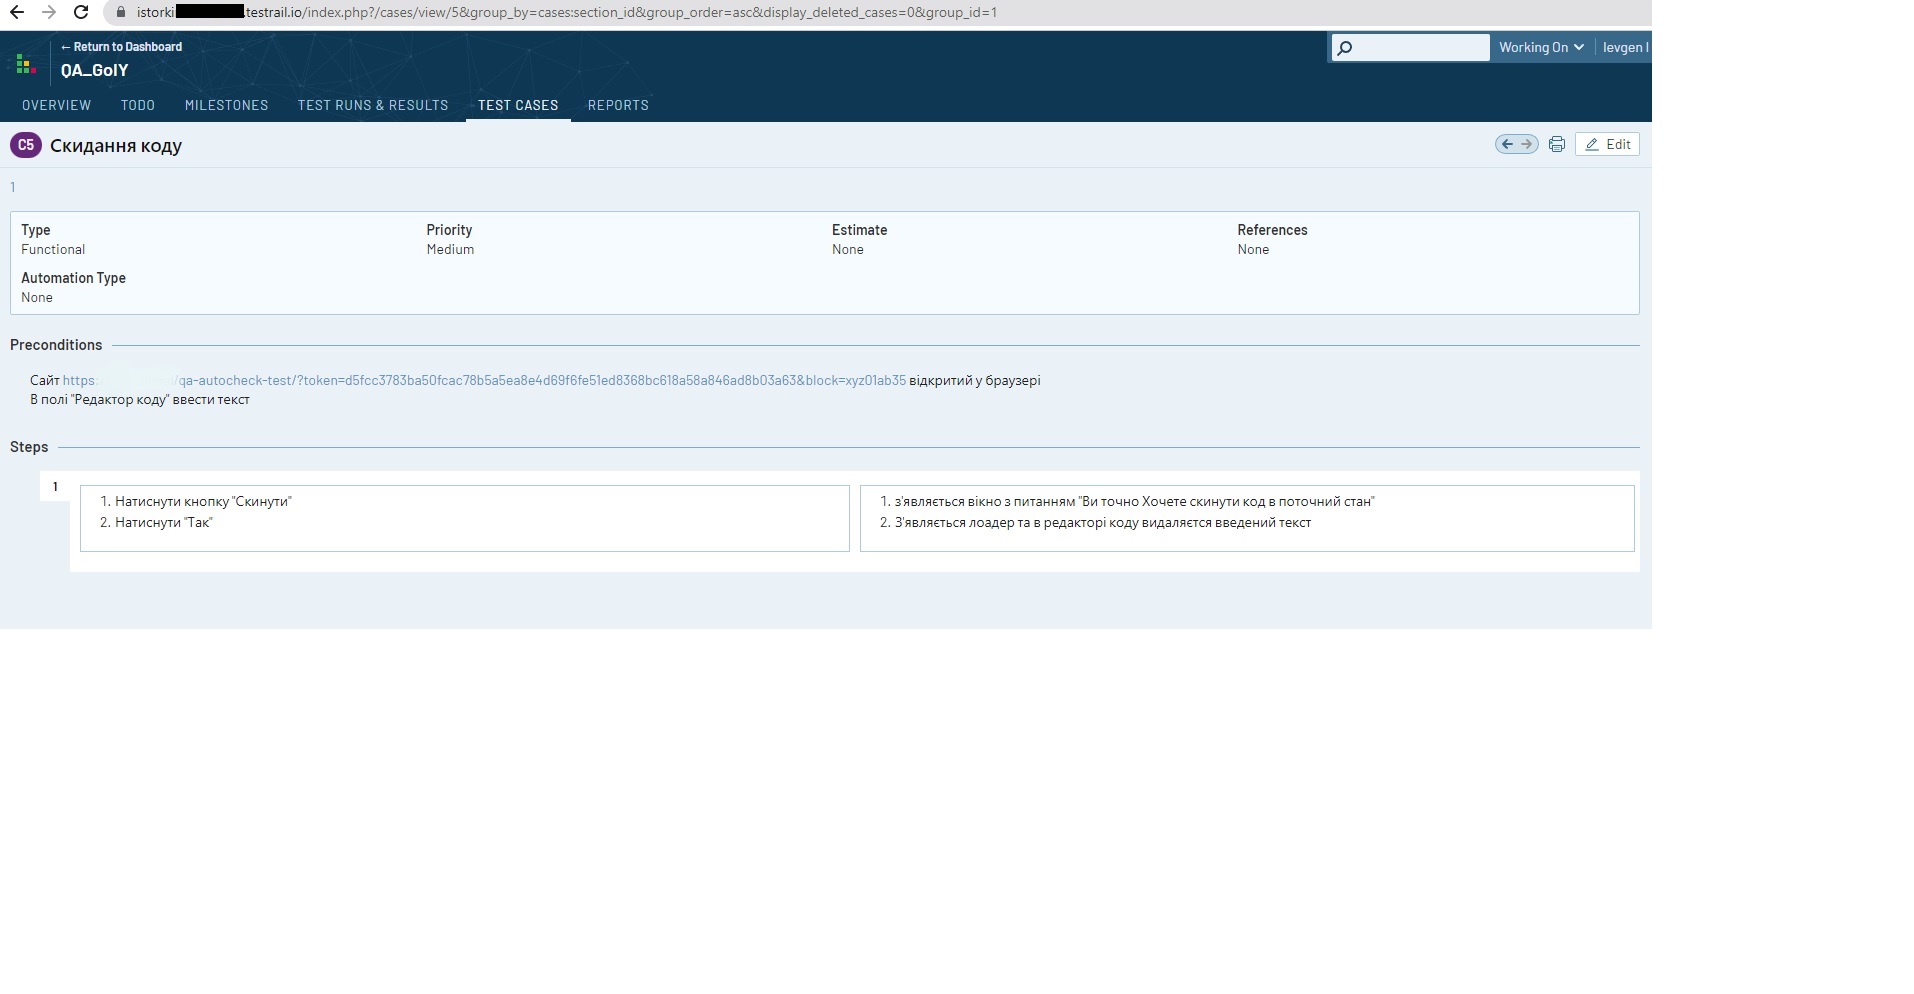 istorki .testrail.io/index.php?/cases/view/5&group_by=cases:section_id&group_order=asc&display_deleted_cases=0&group_id=1
← Return to Dashboard
QA_GoIY
Working On
Ievgen I
OVERVIEW TODO MILESTONES TEST RUNS & RESULTS TEST CASES REPORTS
C5 Скидання коду
Edit
1
Type Priority Estimate References
Functional Medium None None
Automation Type
None
Preconditions
Сайт https: /qa-autocheck-test/?token=d5fcc3783ba50fcac78b5a5ea8e4d69f6fe51ed8368bc618a58a846ad8b03a63&block=xyz01ab35 відкритий у браузері
В полі "Редактор коду" ввести текст
Steps
1
1. Натиснути кнопку "Скинути"
2. Натиснути "Так"
1. з'являється вікно з питанням "Ви точно Хочете скинути код в поточний стан"
2. З'являється лоадер та в редакторі коду видаляєтся введений текст